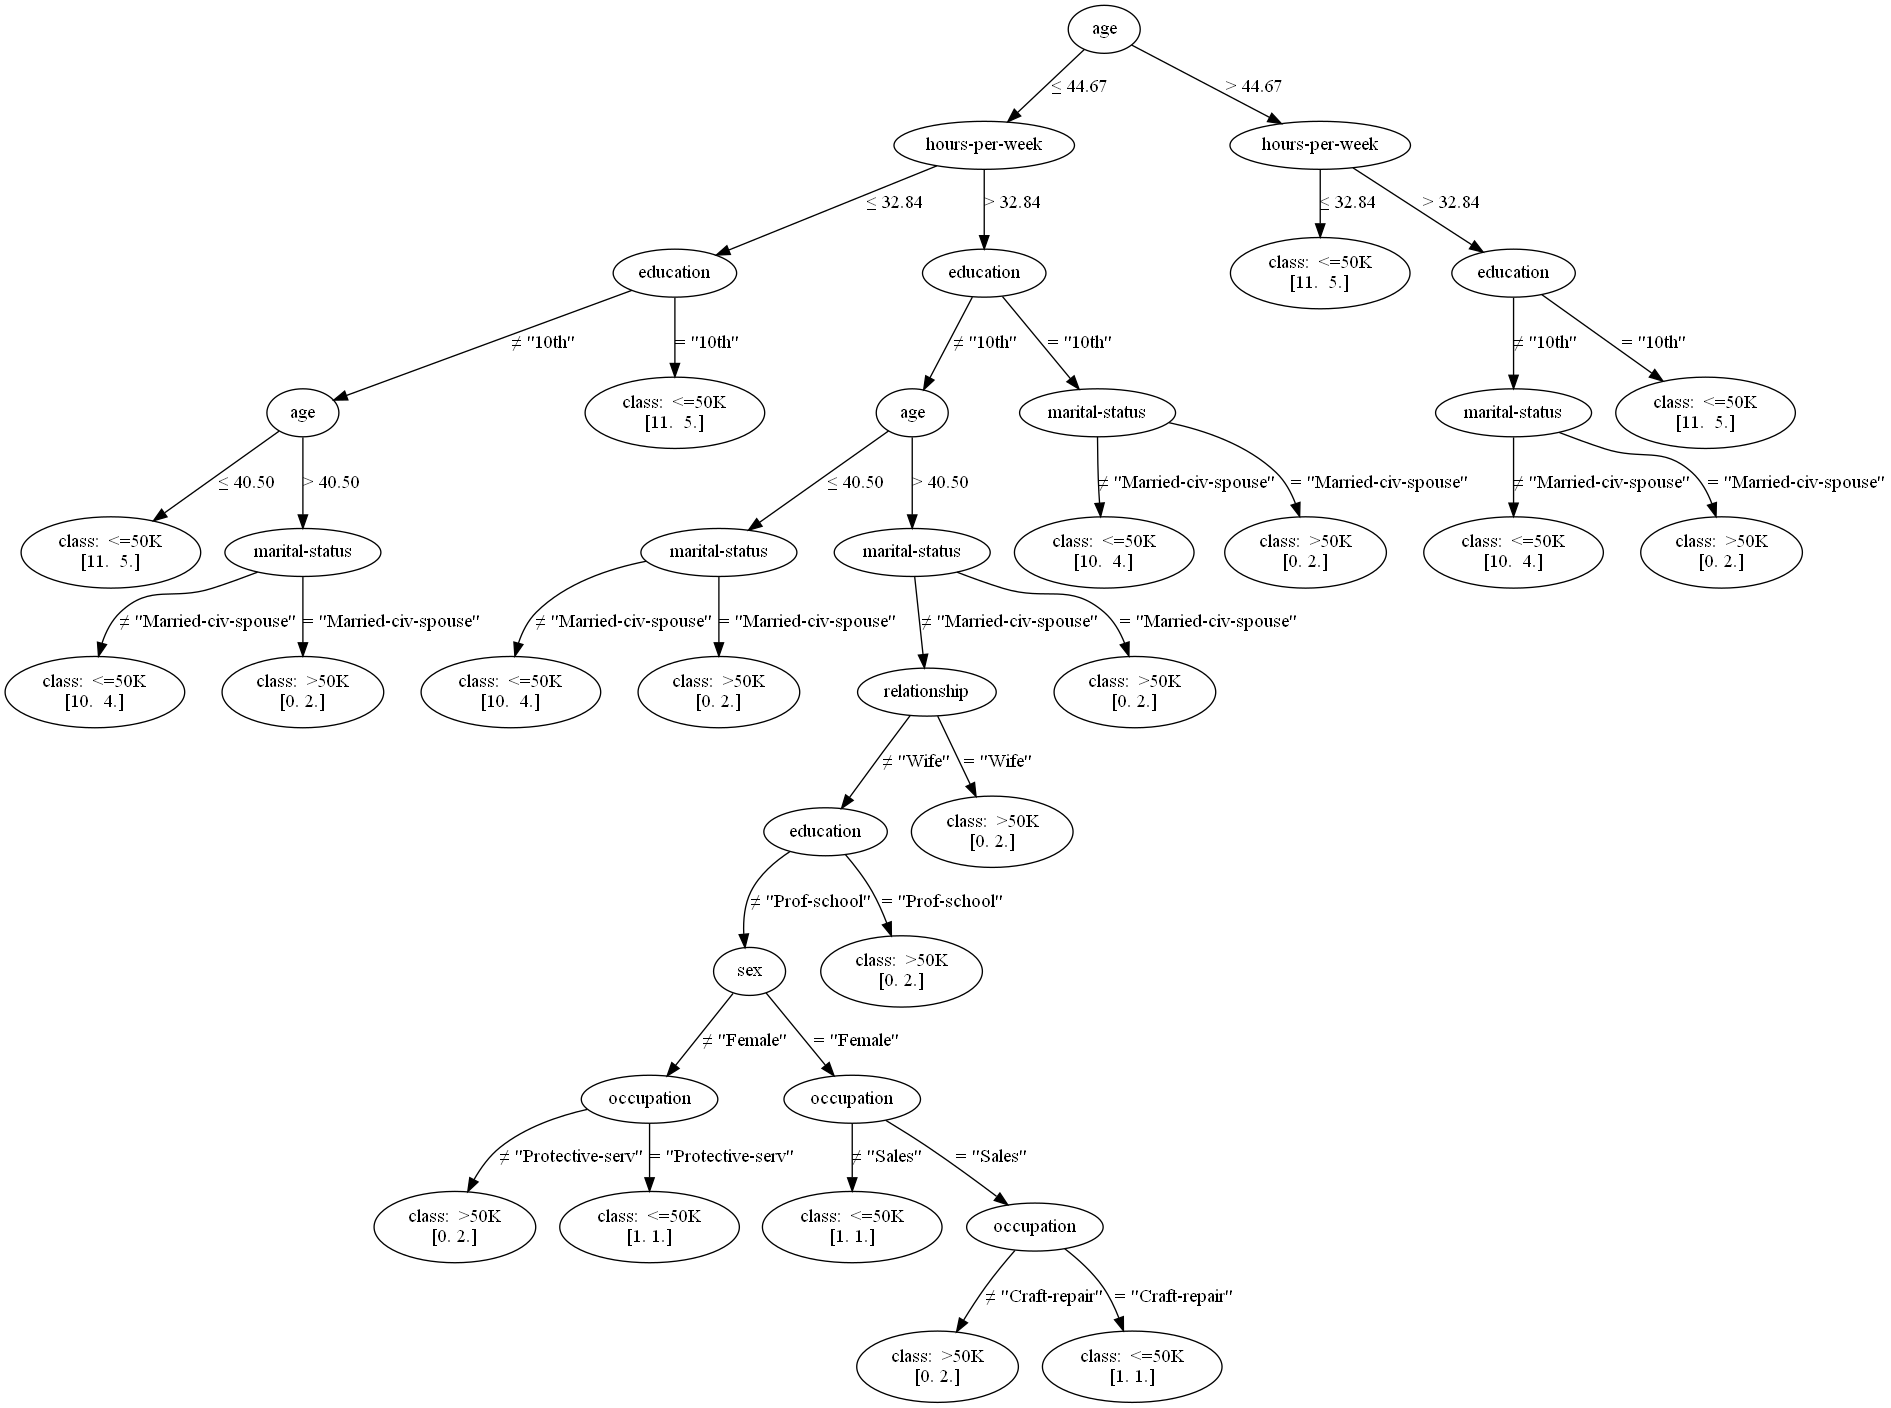 age
≤ 44.67
> 44.67
hours-per-week
hours-per-week
≤ 32.84
> 32.84
≤ 32.84
> 32.84
education
education
class:  <=50K
[11.  5.]
education
≠ "10th"
= "10th"
≠ "10th"
= "10th"
≠ "10th"
= "10th"
age
class:  <=50K
[11.  5.]
age
marital-status
marital-status
class:  <=50K
[11.  5.]
≤ 40.50
> 40.50
≤ 40.50
> 40.50
≠ "Married-civ-spouse"
= "Married-civ-spouse"
≠ "Married-civ-spouse"
= "Married-civ-spouse"
class:  <=50K
[11.  5.]
marital-status
marital-status
marital-status
class:  <=50K
[10.  4.]
class:  >50K
[0. 2.]
class:  <=50K
[10.  4.]
class:  >50K
[0. 2.]
≠ "Married-civ-spouse"
= "Married-civ-spouse"
≠ "Married-civ-spouse"
= "Married-civ-spouse"
≠ "Married-civ-spouse"
= "Married-civ-spouse"
class:  <=50K
[10.  4.]
class:  >50K
[0. 2.]
class:  <=50K
[10.  4.]
class:  >50K
[0. 2.]
relationship
class:  >50K
[0. 2.]
≠ "Wife"
= "Wife"
education
class:  >50K
[0. 2.]
≠ "Prof-school"
= "Prof-school"
sex
class:  >50K
[0. 2.]
≠ "Female"
= "Female"
occupation
occupation
≠ "Protective-serv"
= "Protective-serv"
≠ "Sales"
= "Sales"
class:  >50K
[0. 2.]
class:  <=50K
[1. 1.]
class:  <=50K
[1. 1.]
occupation
≠ "Craft-repair"
= "Craft-repair"
class:  >50K
[0. 2.]
class:  <=50K
[1. 1.]